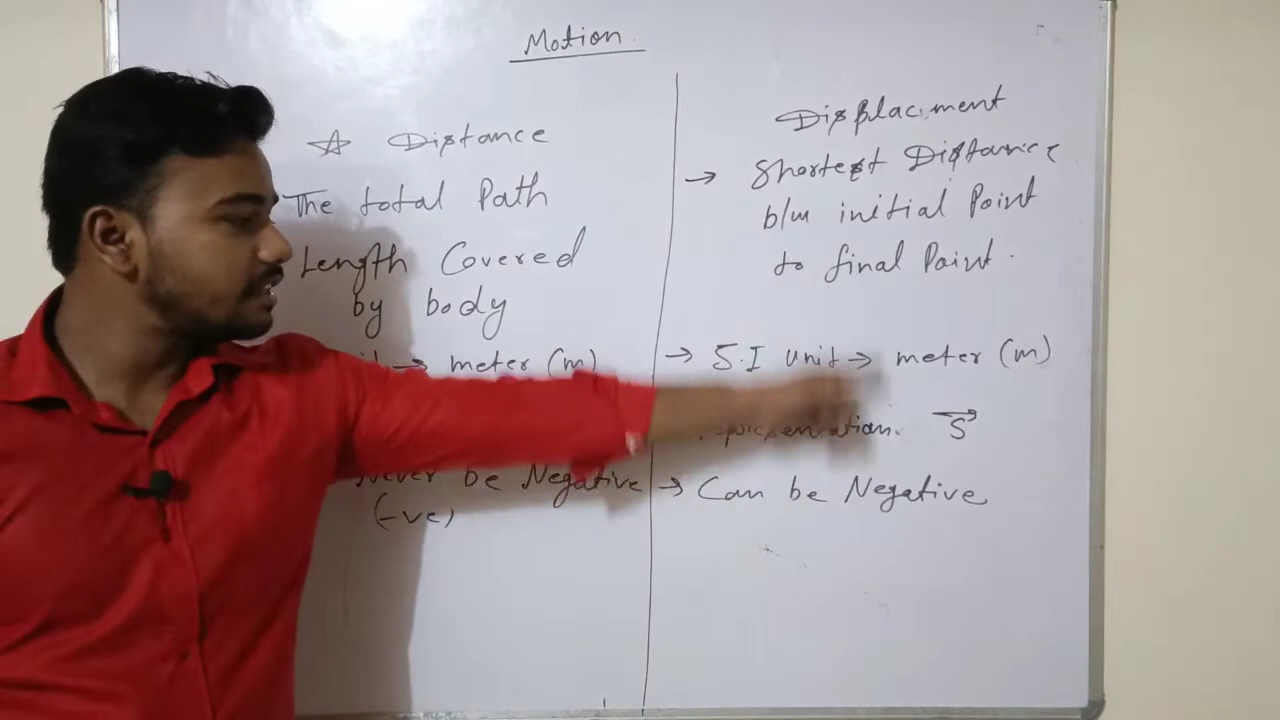 Motion.
☆ Distance
The total Path
Length Covered
by body
→ meter (m)
Never be Negative
(-ve)
Displacement
→ Shortest Distance
b/w initial Point
to final Point.
→ S.I unit → meter (m)
S
→ Can be Negative